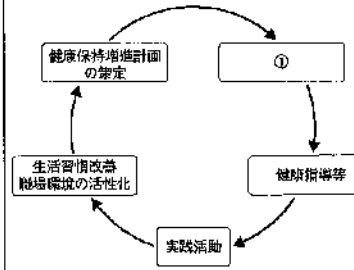 健康保持増進計画
の策定
①
健康指導等
実践活動
生活習慣改善
職場環境の活性化